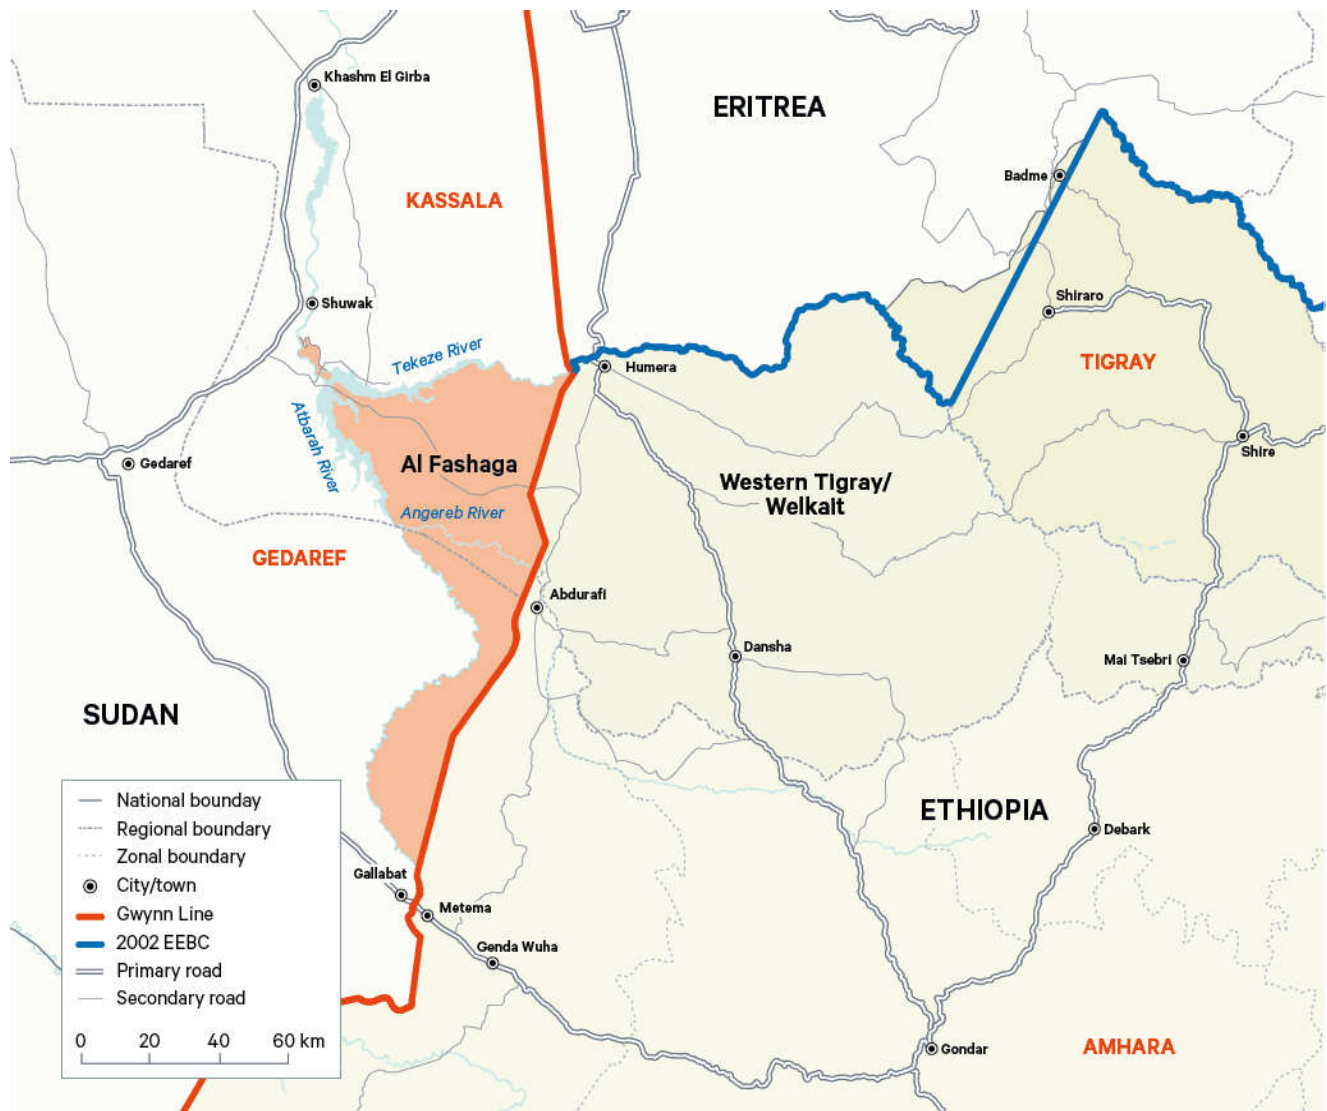 Khashm El Girba
ERITREA
KASSALA
Badme
Shuwak
Shiraro
Tekeze River
Humera
TIGRAY
Atbarah River
Gedaref
Al Fashaga
Shire
Western Tigray/
Welkait
Angereb River
GEDAREF
Abdurafi
Dansha
Mai Tsebri
SUDAN
ETHIOPIA
Debark
Gallabat
Metema
Genda Wuha
Gondar
AMHARA
National bounday
Regional boundary
Zonal boundary
City/town
Gwynn Line
2002 EEBC
Primary road
Secondary road
0 20 40 60 km